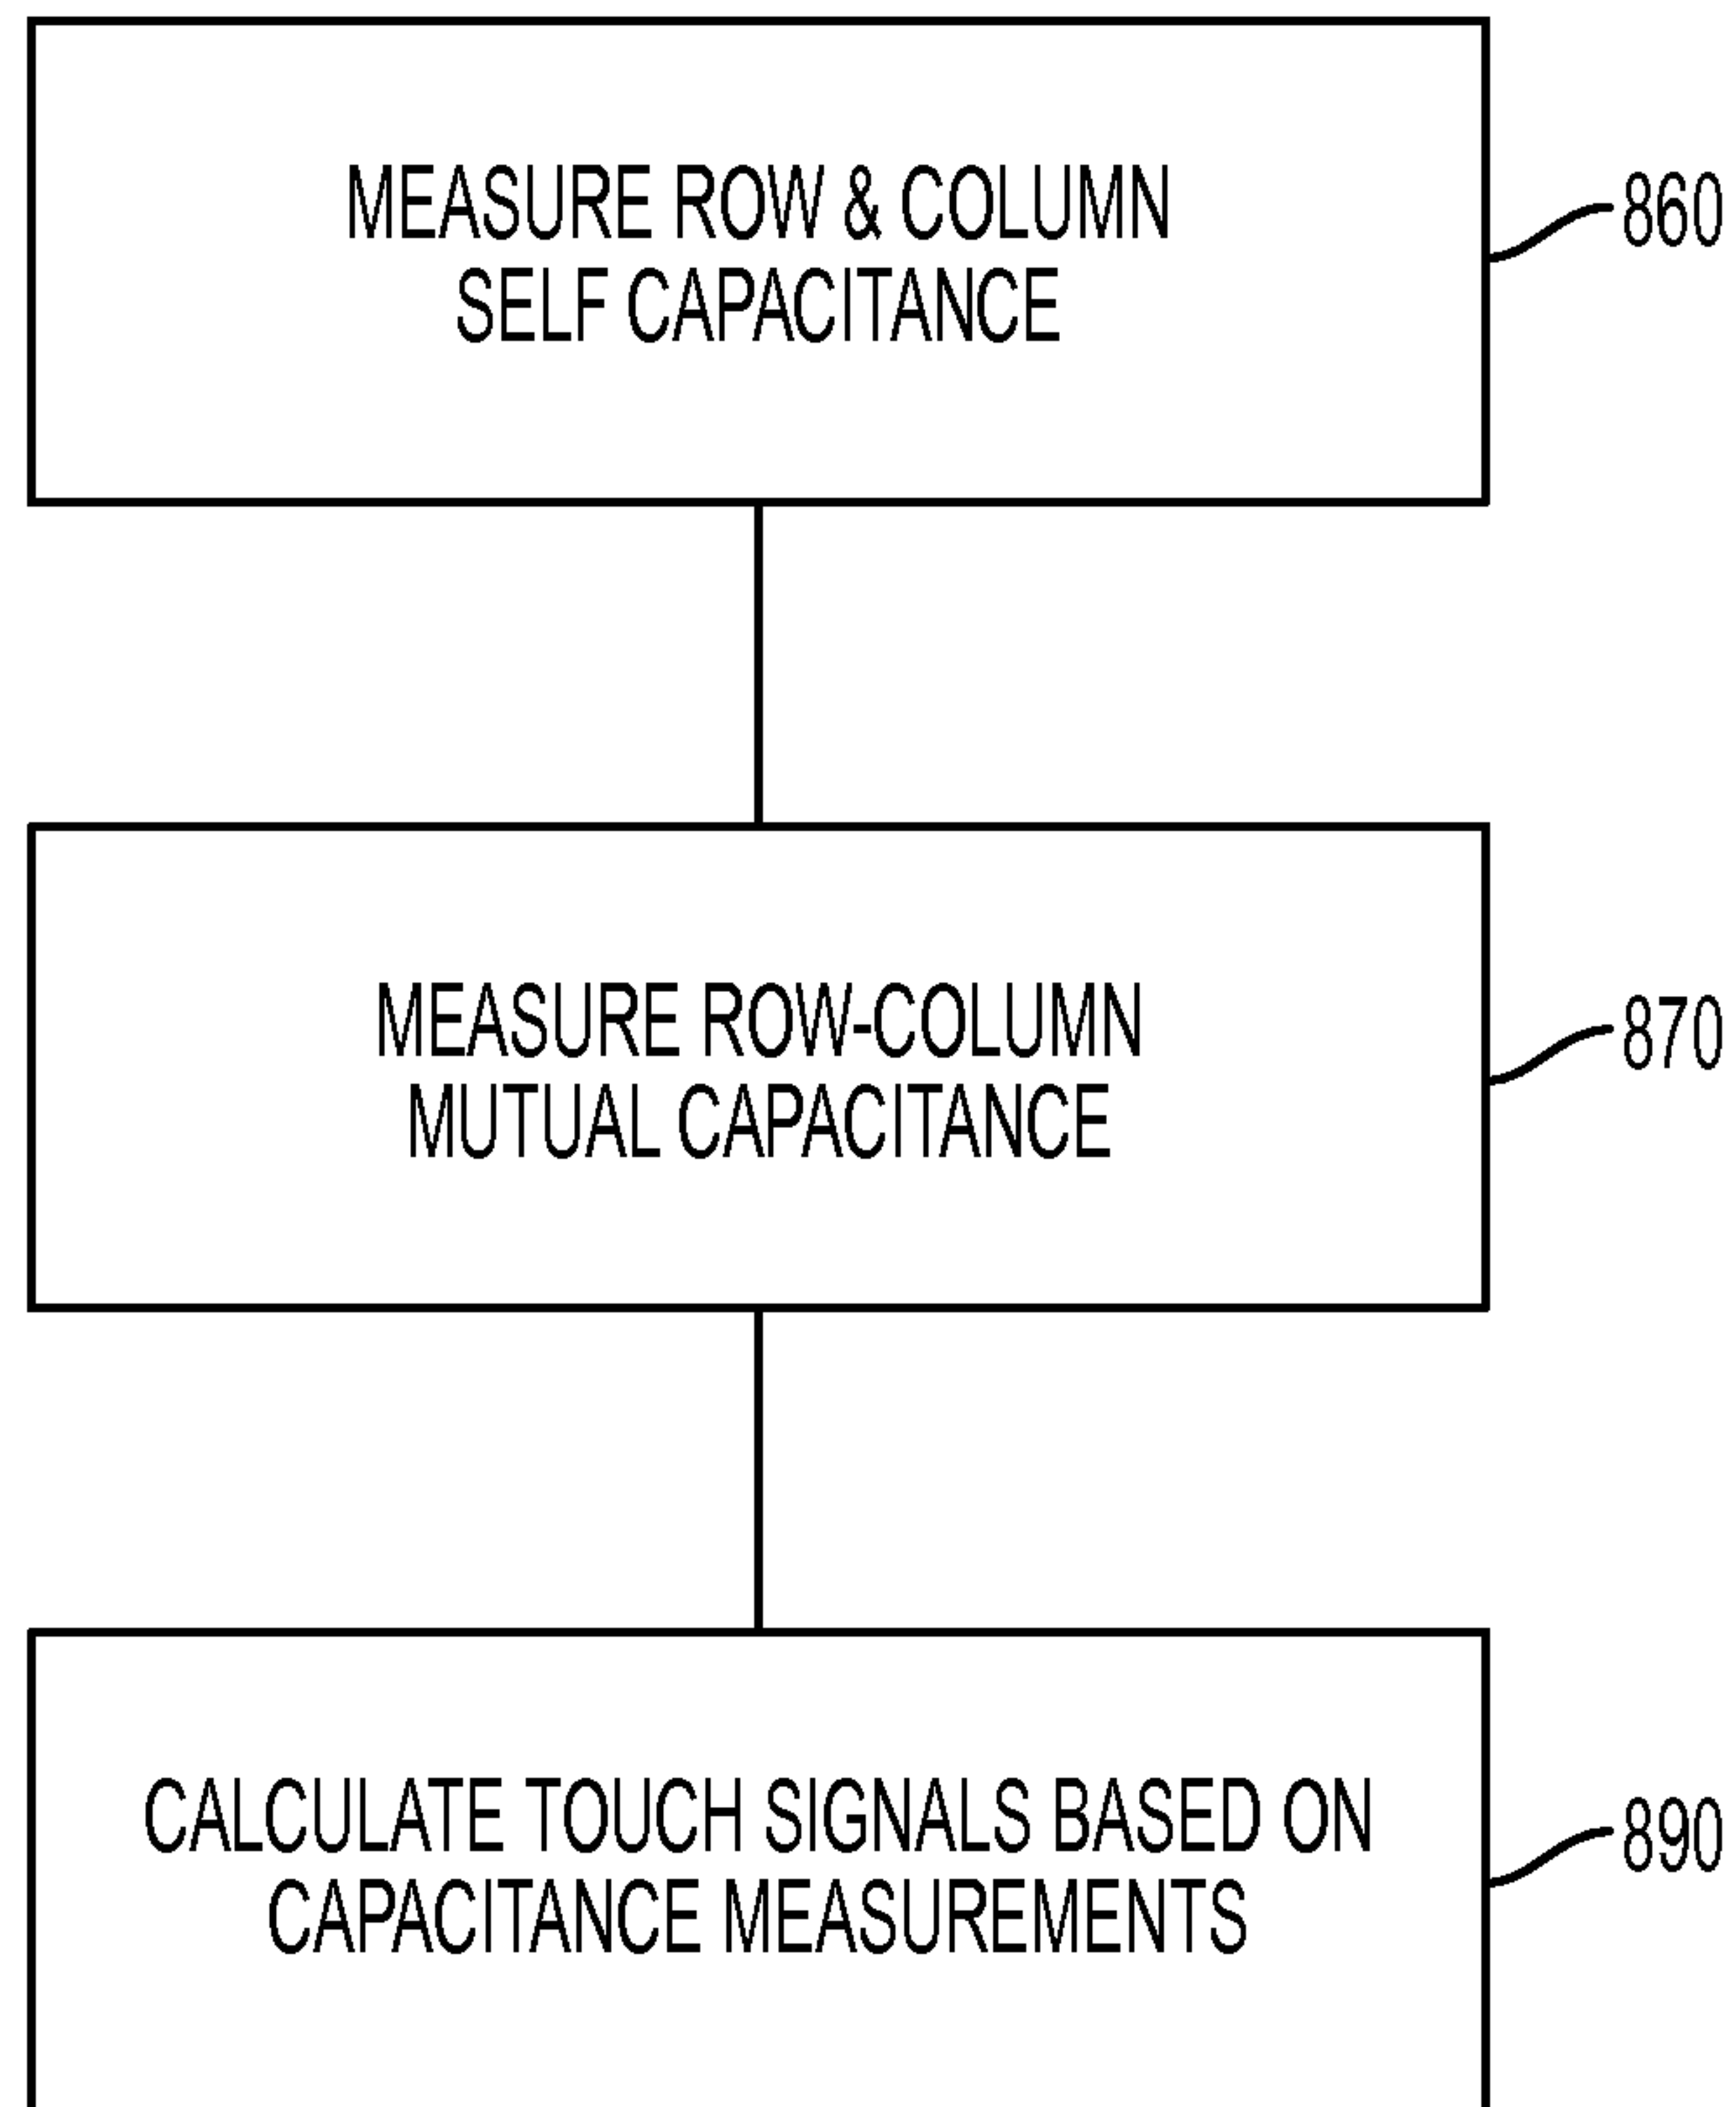 MEASURE ROW & COLUMN
SELF CAPACITANCE
860
MEASURE ROW-COLUMN
MUTUAL CAPACITANCE
870
CALCULATE TOUCH SIGNALS BASED ON
CAPACITANCE MEASUREMENTS
890